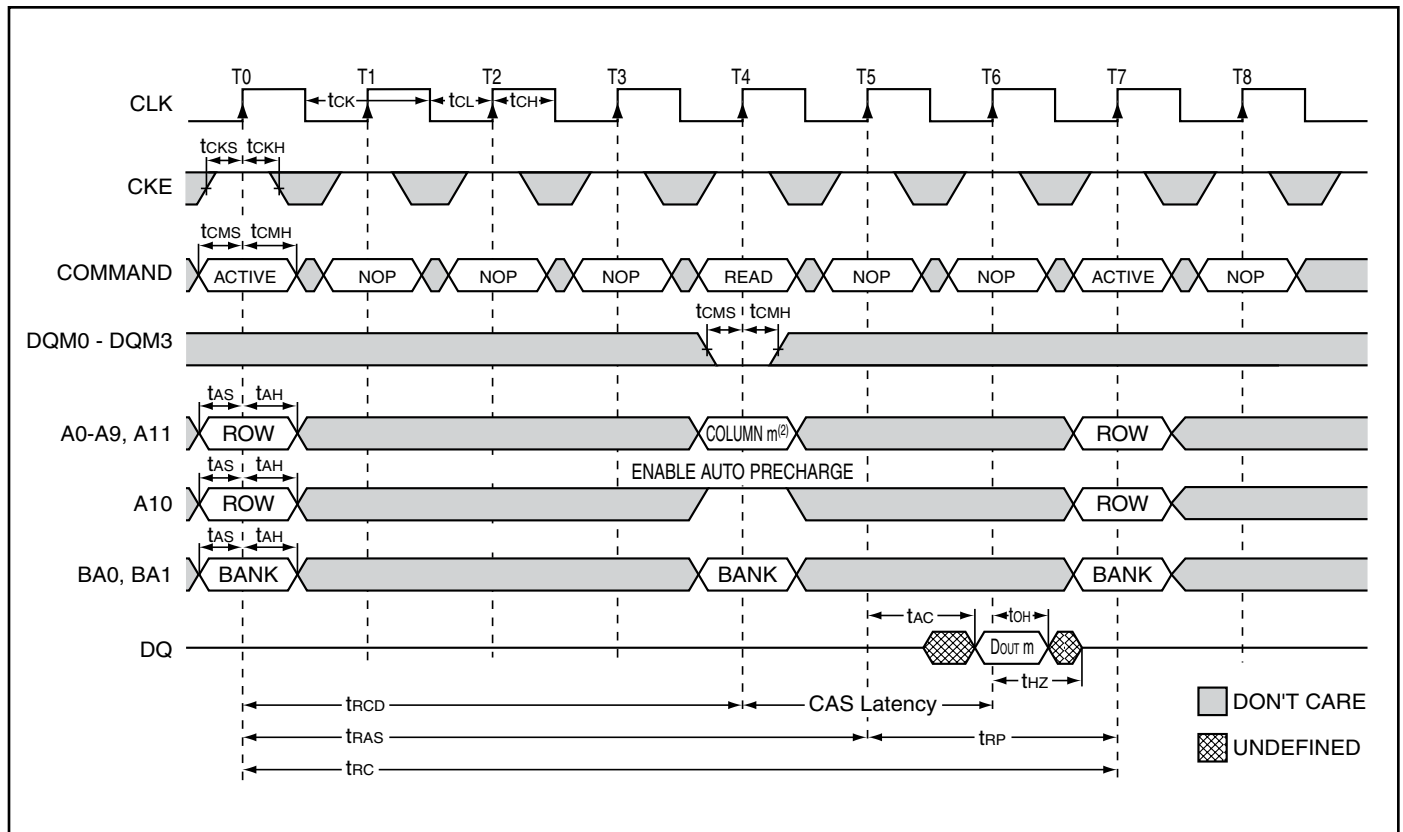 T0 T1 T2 T3 T4 T5 T6 T7 T8
CLK tCK tCL tCH
tCKS tCKH
CKE
tCMS tCMH
COMMAND ACTIVE NOP NOP NOP READ NOP NOP ACTIVE NOP
tCMS tCMH
DQM0 - DQM3
tAS tAH
A0-A9, A11 ROW COLUMN m(2) ROW
tAS tAH ENABLE AUTO PRECHARGE
A10 ROW ROW
tAS tAH
BA0, BA1 BANK BANK BANK
tAC tOH
DQ DOUT m
tHZ
tRCD CAS Latency DON'T CARE
tRAS tRP UNDEFINED
tRC